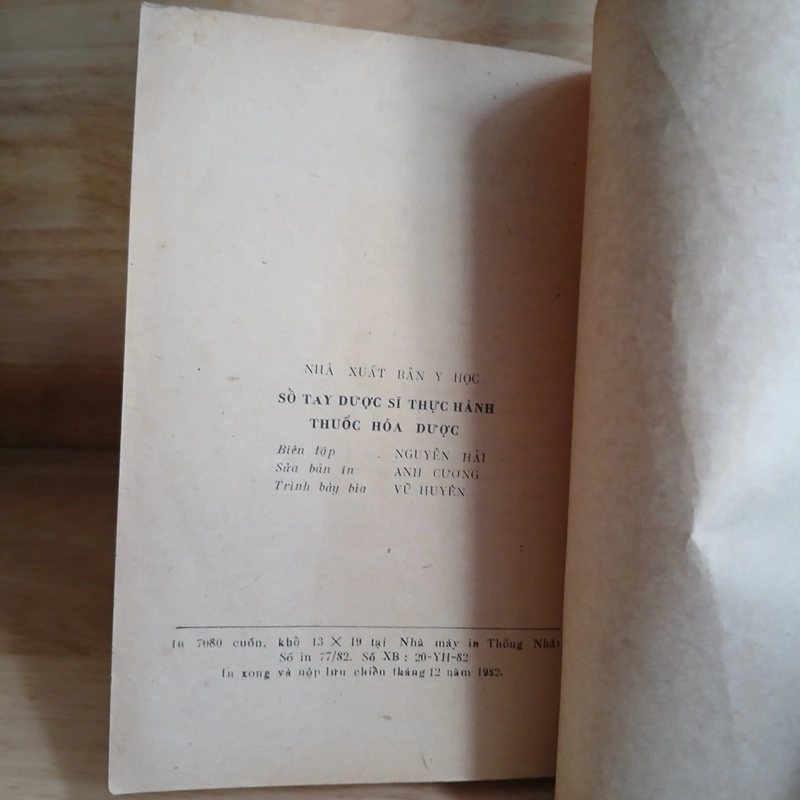 NHÀ XUẤT BẢN Y HỌC
SỔ TAY DƯỢC SĨ THỰC HÀNH
THUỐC HÓA DƯỢC
Biên tập NGUYỄN HẢI
Sửa bản in ANH CƯƠNG
Trình bày bìa VŨ HUYÊN
In 7080 cuốn, khổ 13 × 19 tại Nhà máy in Thống Nhất
Số in 77/82. Số XB: 20-YH-82
In xong và nộp lưu chiểu tháng 12 năm 1982.